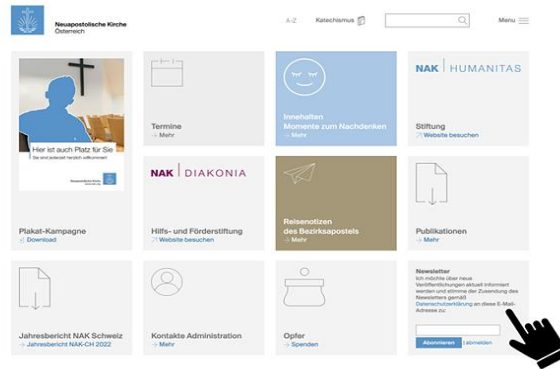 Neuapostolische Kirche
Österreich
A-Z
Katechismus
Menu
Hier ist auch Platz für Sie
Sie sind jederzeit herzlich willkommen!
Neuapostolische Kirche
Plakat-Kampagne
Download
Termine
→ Mehr
Innehalten
Momente zum Nachdenken
→ Mehr
NAK | HUMANITAS
Stiftung
↗ Website besuchen
NAK | DIAKONIA
Hilfs- und Förderstiftung
↗ Website besuchen
Reisenotizen
des Bezirksapostels
→ Mehr
Publikationen
→ Mehr
Jahresbericht NAK Schweiz
→ Jahresbericht NAK-CH 2022
Kontakte Administration
→ Mehr
Opfer
→ Spenden
Newsletter
Ich möchte über neue
Veröffentlichungen aktuell informiert
werden und stimme der Zusendung des
Newsletters gemäß
Datenschutzerklärung an diese E-Mail-
Adresse zu:
Abonnieren | abmelden